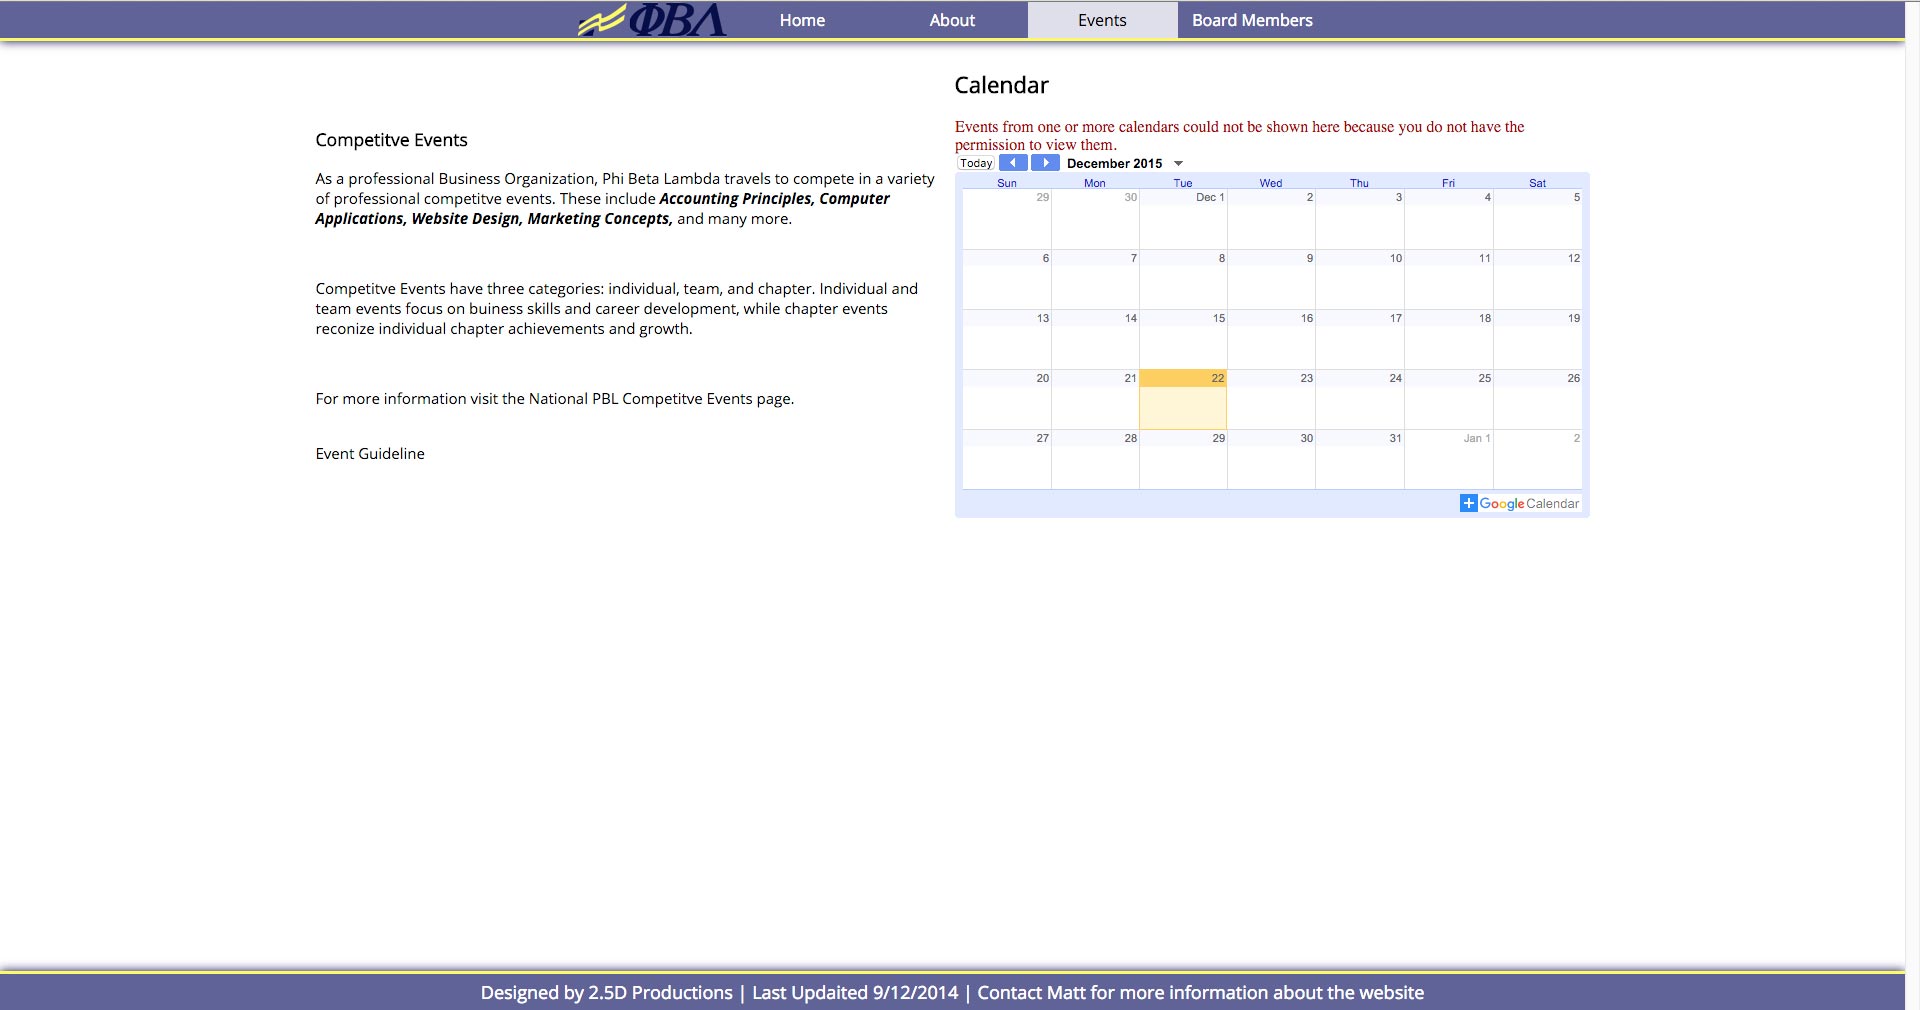 ΦΒΛ Home About Events Board Members
Calendar
Events from one or more calendars could not be shown here because you do not have the
permission to view them.
Today December 2015
Sun Mon Tue Wed Thu Fri Sat
29 30 Dec 1 2 3 4 5
6 7 8 9 10 11 12
13 14 15 16 17 18 19
20 21 22 23 24 25 26
27 28 29 30 31 Jan 1 2
+ Google Calendar
Competitve Events
As a professional Business Organization, Phi Beta Lambda travels to compete in a variety
of professional competitve events. These include Accounting Principles, Computer
Applications, Website Design, Marketing Concepts, and many more.
Competitve Events have three categories: individual, team, and chapter. Individual and
team events focus on buiness skills and career development, while chapter events
reconize individual chapter achievements and growth.
For more information visit the National PBL Competitve Events page.
Event Guideline
Designed by 2.5D Productions | Last Updaited 9/12/2014 | Contact Matt for more information about the website